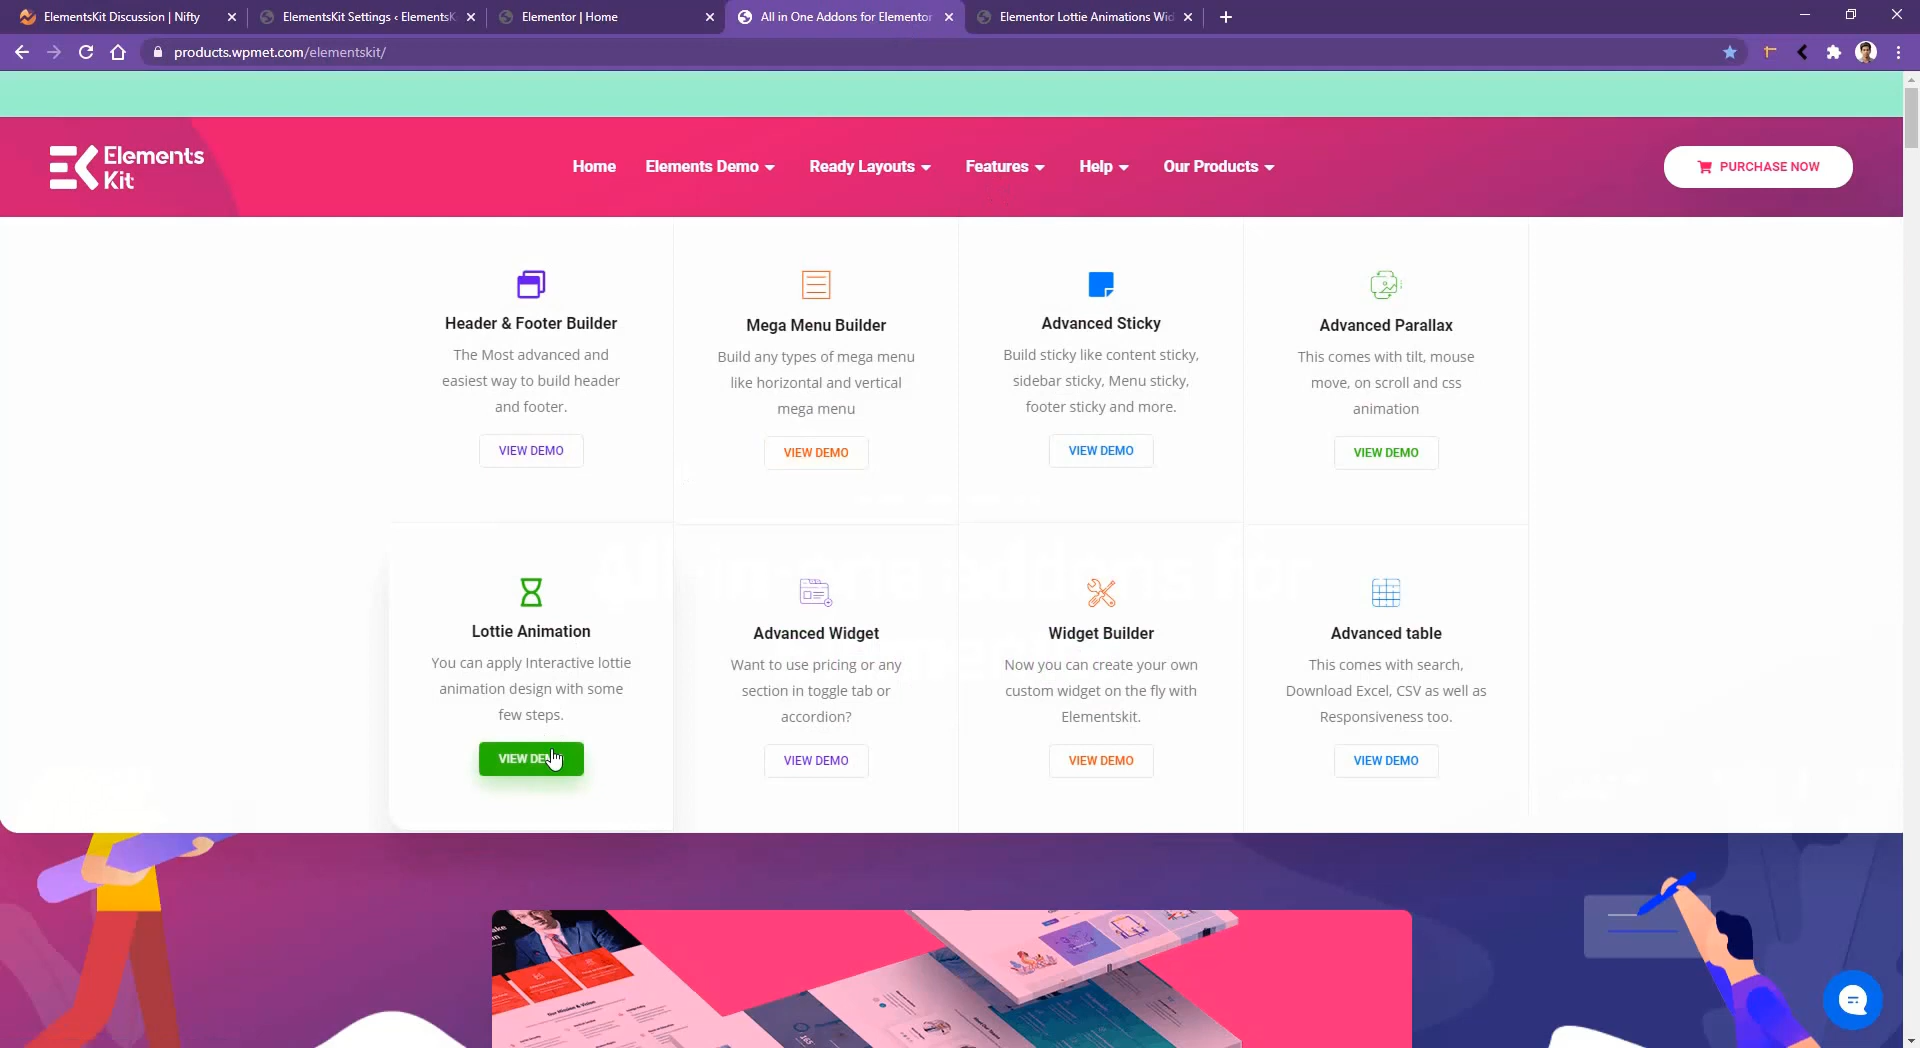 ElementsKit Discussion | Nifty
ElementsKit Settings ‹ ElementsK
Elementor | Home
All in One Addons for Elementor
Elementor Lottie Animations Wid
products.wpmet.com/elementskit/
Elements
Kit
Home
Elements Demo
Ready Layouts
Features
Help
Our Products
PURCHASE NOW
Header & Footer Builder
The Most advanced and
easiest way to build header
and footer.
VIEW DEMO
Mega Menu Builder
Build any types of mega menu
like horizontal and vertical
mega menu
VIEW DEMO
Advanced Sticky
Build sticky like content sticky,
sidebar sticky, Menu sticky,
footer sticky and more.
VIEW DEMO
Advanced Parallax
This comes with tilt, mouse
move, on scroll and css
animation
VIEW DEMO
Lottie Animation
You can apply Interactive lottie
animation design with some
few steps.
VIEW DEMO
Advanced Widget
Want to use pricing or any
section in toggle tab or
accordion?
VIEW DEMO
Widget Builder
Now you can create your own
custom widget on the fly with
Elementskit.
VIEW DEMO
Advanced table
This comes with search,
Download Excel, CSV as well as
Responsiveness too.
VIEW DEMO
Our Mission & Vision